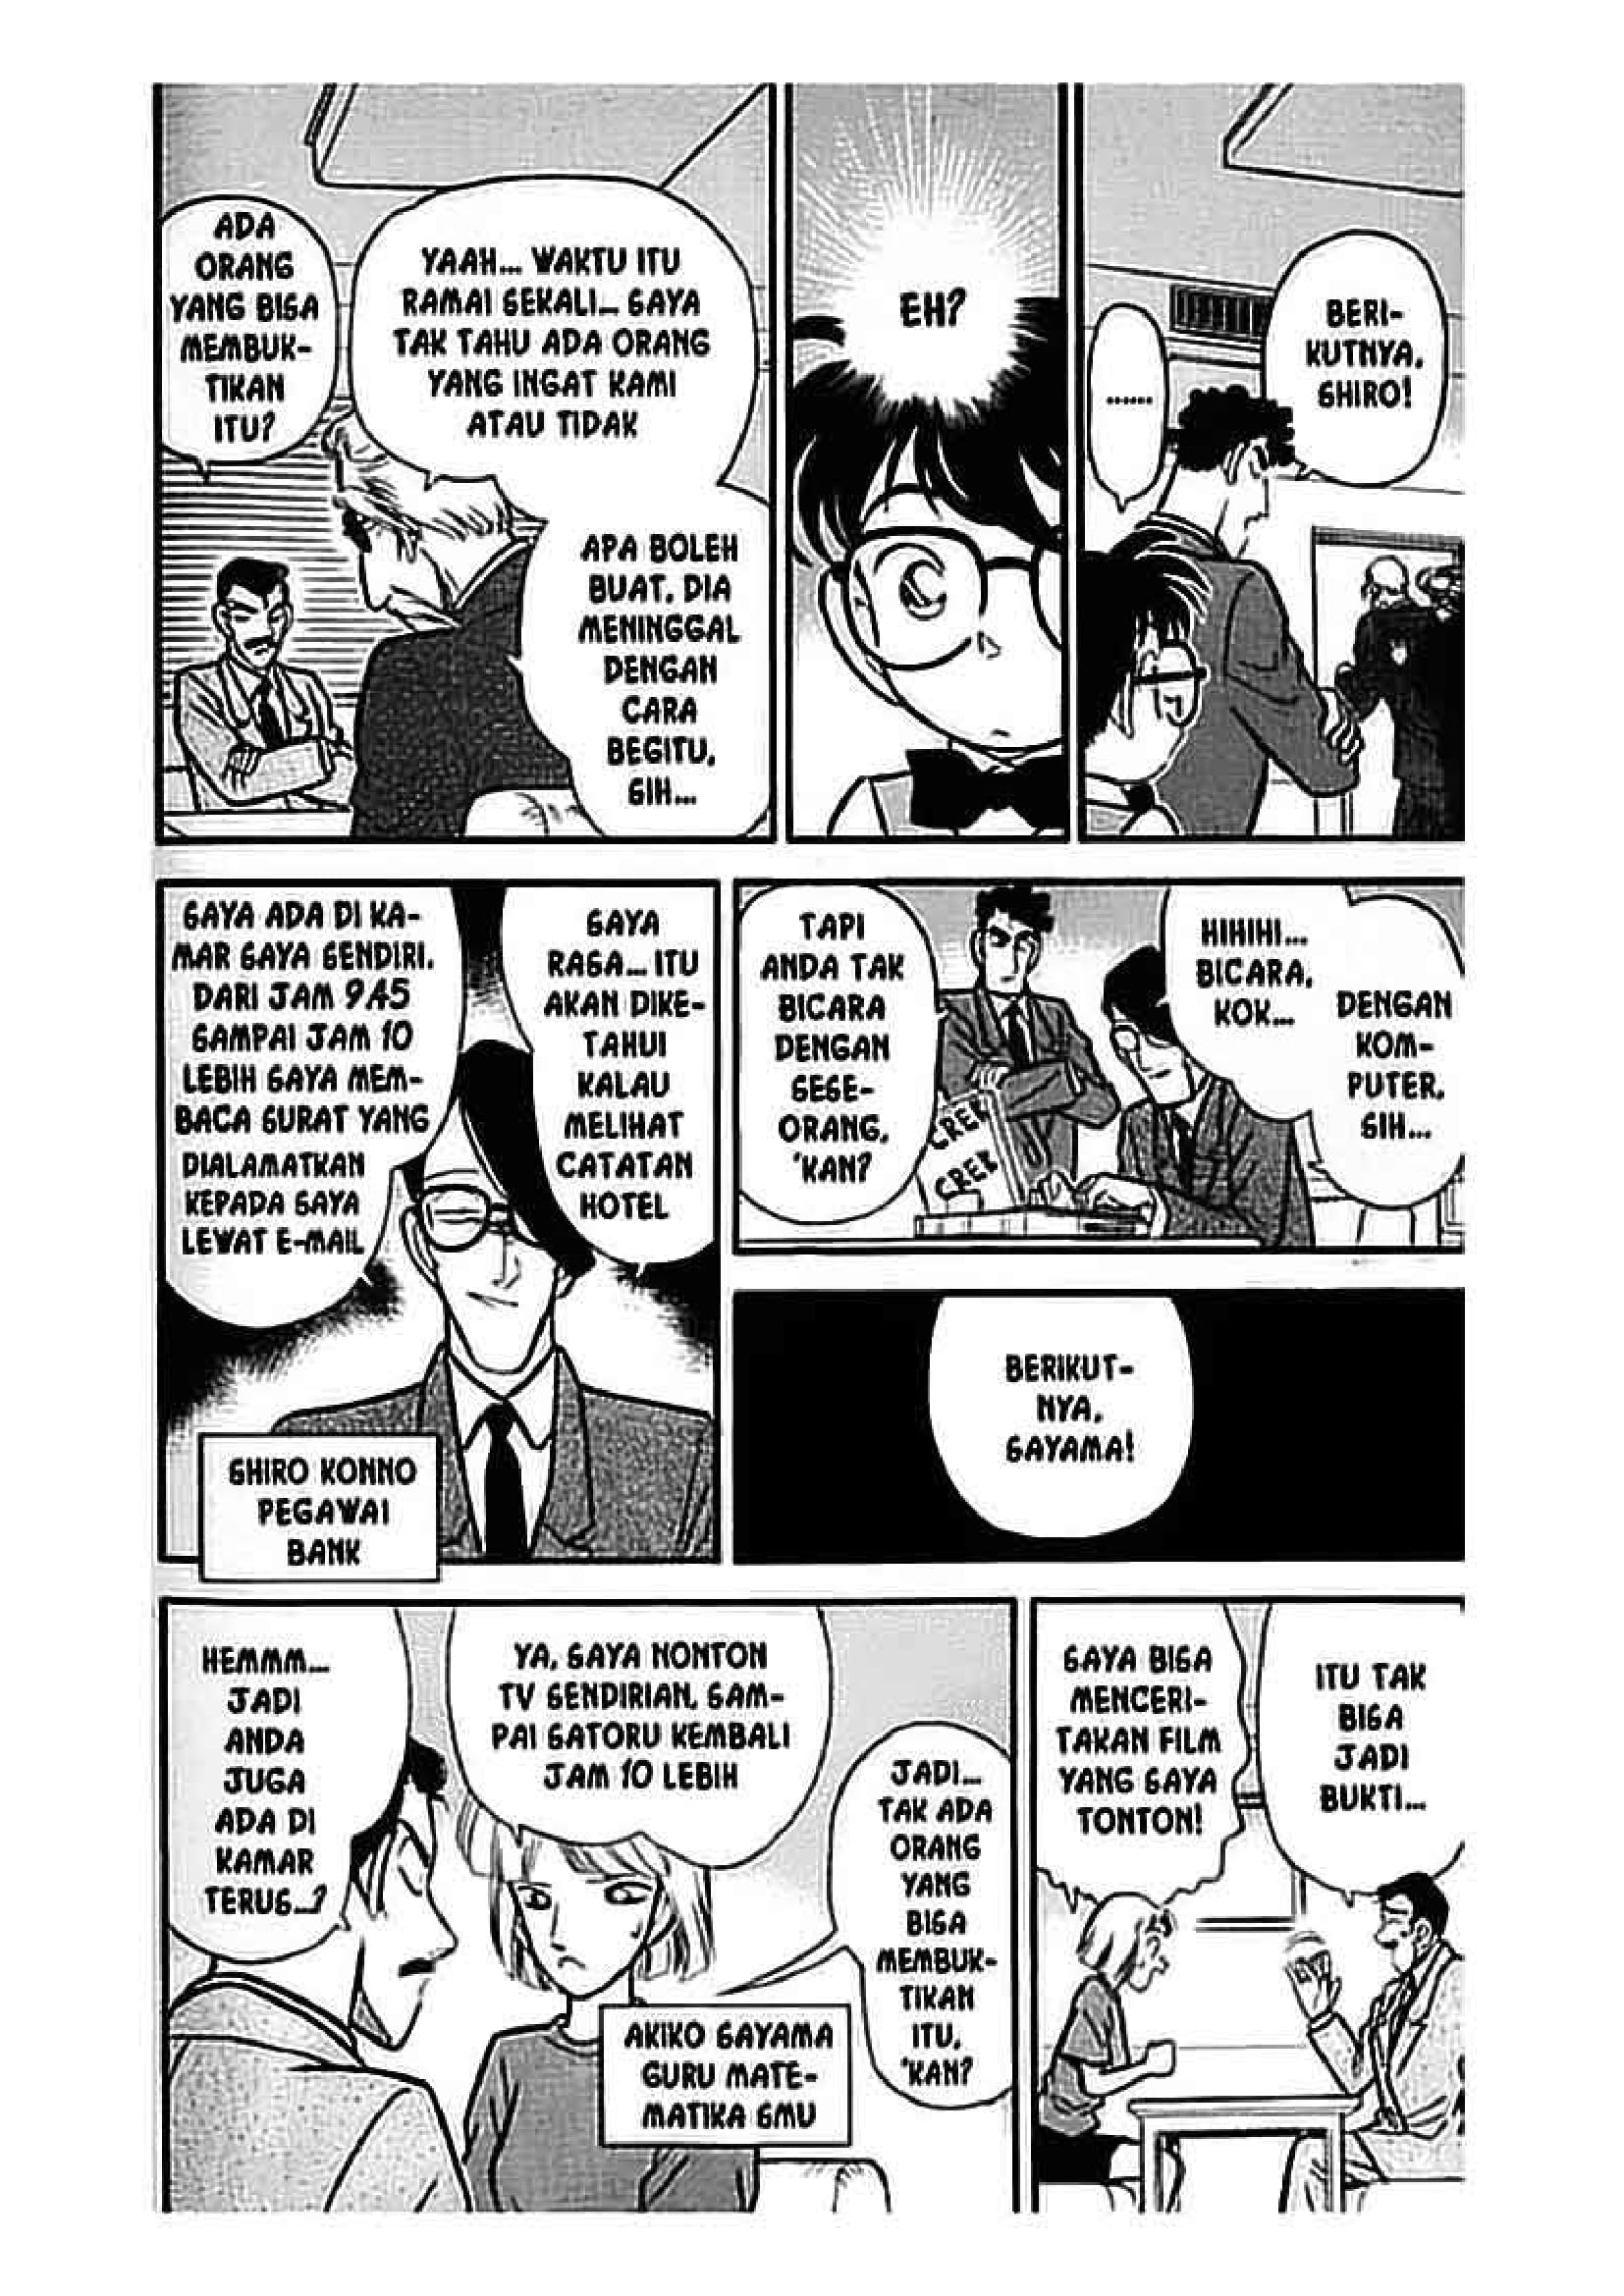 ADA
ORANG
YANG BISA
MEMBUK-
TIKAN
ITU?
YAAH... WAKTU ITU
RAMAI SEKALI... SAYA
TAK TAHU ADA ORANG
YANG INGAT KAMI
ATAU TIDAK
APA BOLEH
BUAT. DIA
MENINGGAL
DENGAN
CARA
BEGITU,
SIH...
EH?
......
BERI-
KUTNYA,
SHIRO!
SAYA ADA DI KA-
MAR SAYA SENDIRI.
DARI JAM 9.45
SAMPAI JAM 10
LEBIH SAYA MEM-
BACA SURAT YANG
DIALAMATKAN
KEPADA SAYA
LEWAT E-MAIL
SAYA
RASA... ITU
AKAN DIKE-
TAHUI
KALAU
MELIHAT
CATATAN
HOTEL
SHIRO KONNO
PEGAWAI
BANK
TAPI
ANDA TAK
BICARA
DENGAN
SESE-
ORANG,
'KAN?
CREK
CREK
HIHIHI...
BICARA,
KOK...
DENGAN
KOM-
PUTER,
SIH...
BERIKUT-
NYA,
SAYAMA!
HEMMM...
JADI
ANDA
JUGA
ADA DI
KAMAR
TERUS...?
YA, SAYA NONTON
TV SENDIRIAN, SAM-
PAI SATORU KEMBALI
JAM 10 LEBIH
JADI...
TAK ADA
ORANG
YANG
BISA
MEMBUK-
TIKAN
ITU,
'KAN?
AKIKO SAYAMA
GURU MATE-
MATIKA SMU
SAYA BISA
MENCERI-
TAKAN FILM
YANG SAYA
TONTON!
ITU TAK
BISA
JADI
BUKTI...